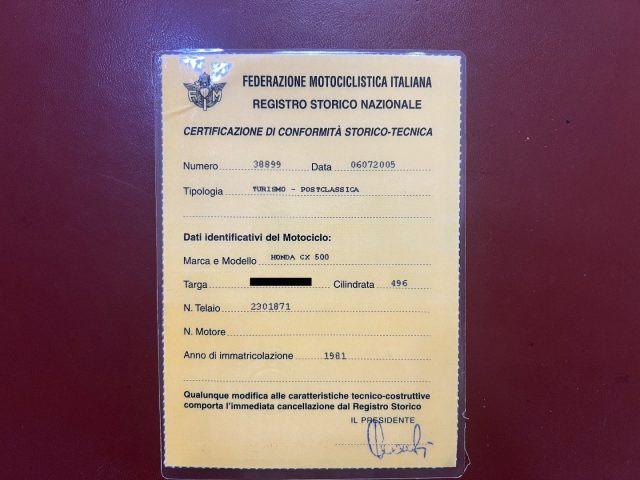 FEDERAZIONE MOTOCICLISTICA ITALIANA
REGISTRO STORICO NAZIONALE
CERTIFICAZIONE DI CONFORMITÀ STORICO-TECNICA
Numero 38899 Data 06072005
Tipologia TURISMO - POSTCLASSICA
Dati identificativi del Motociclo:
Marca e Modello HONDA CX 500
Targa Cilindrata 496
N. Telaio 2301871
N. Motore
Anno di immatricolazione 1981
Qualunque modifica alle caratteristiche tecnico-costruttive
comporta l'immediata cancellazione dal Registro Storico
IL PRESIDENTE